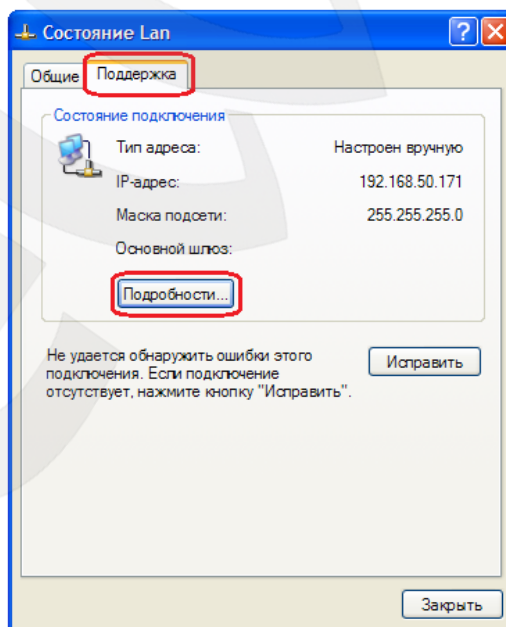 Состояние Lan
Общие Поддержка
Состояние подключения
Тип адреса: Настроен вручную
IP-адрес: 192.168.50.171
Маска подсети: 255.255.255.0
Основной шлюз:
Подробности...
Не удается обнаружить ошибки этого
подключения. Если подключение
отсутствует, нажмите кнопку "Исправить".
Исправить
Закрыть